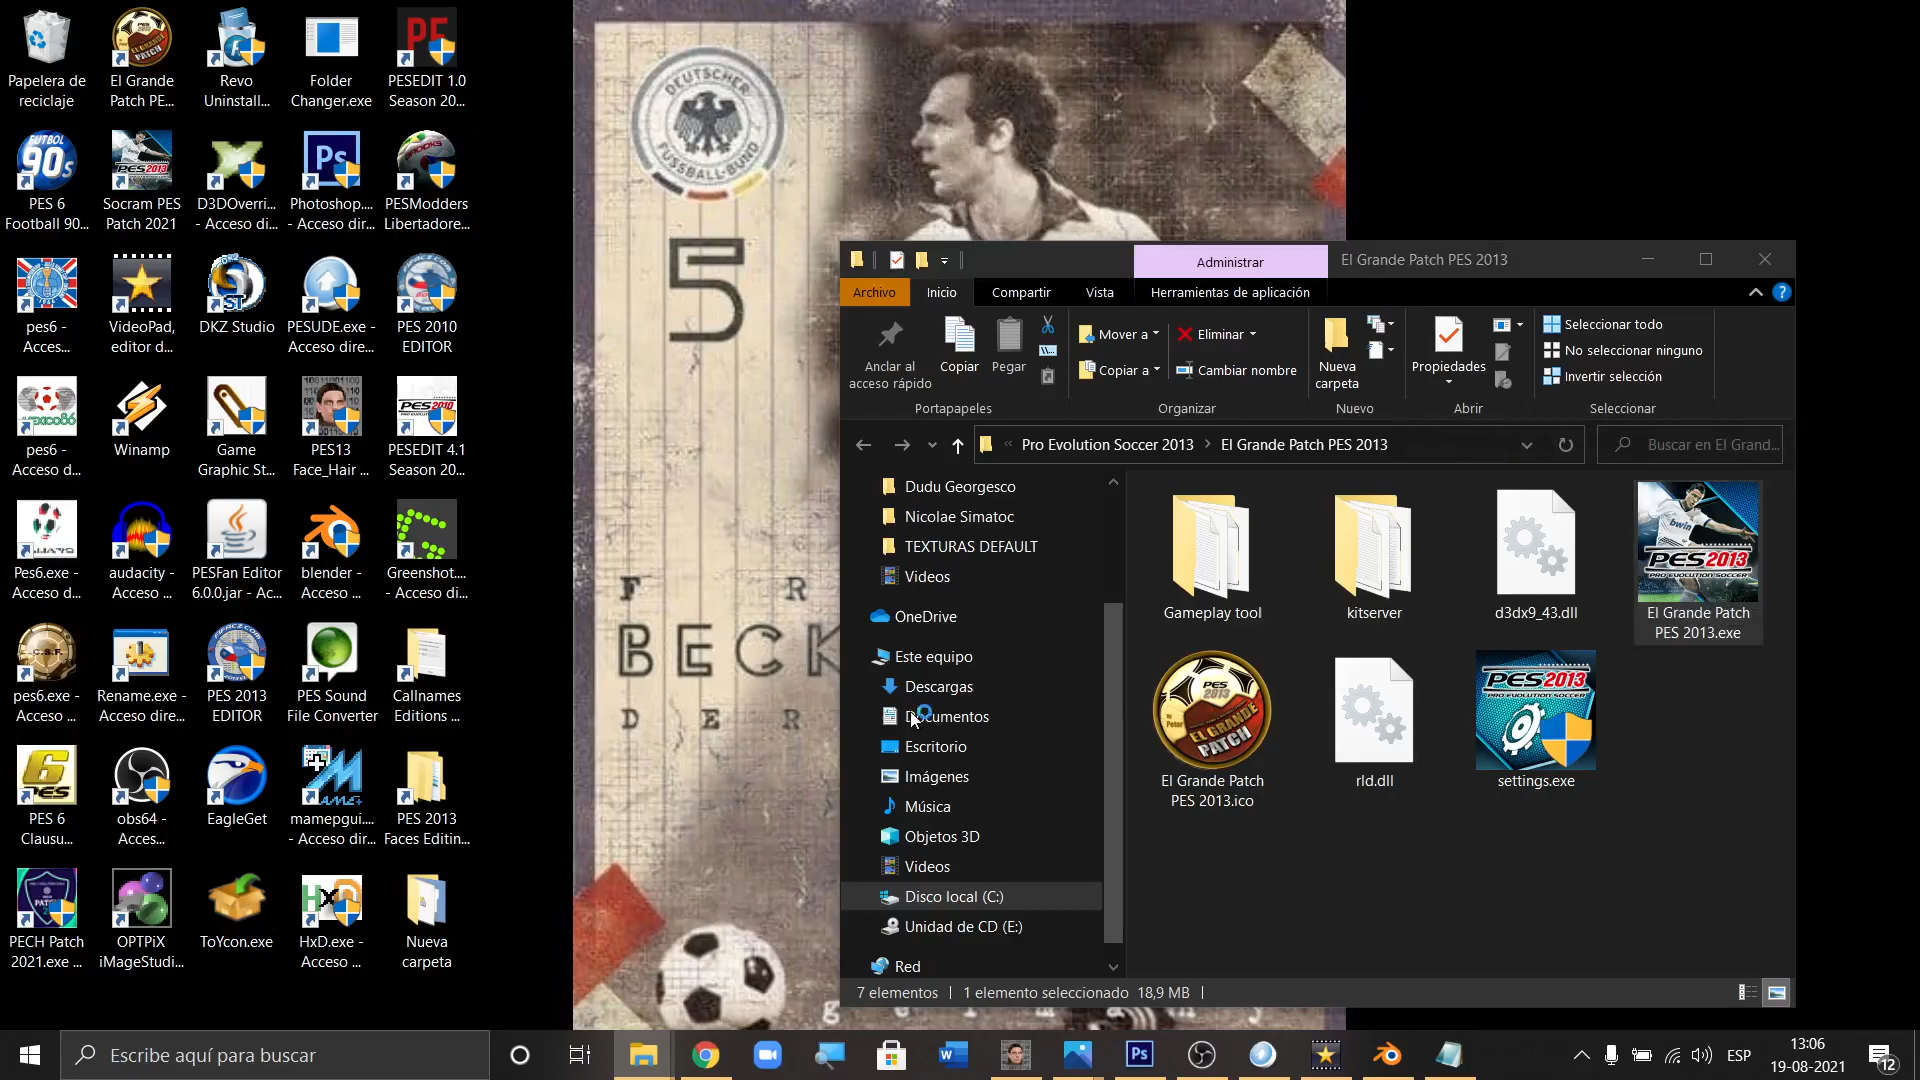 Papelera de
reciclaje
El Grande
Patch PE...
Revo
Uninstall...
Folder
Changer.exe
PESEDIT 1.0
Season 20...
PES 6
Football 90...
Socram PES
Patch 2021
D3DOverri...
- Acceso di...
Photoshop....
- Acceso dir...
PESModders
Libertadore...
pes6 -
Acces...
VideoPad,
editor d...
DKZ Studio
PESUDE.exe -
Acceso dire...
PES 2010
EDITOR
pes6 -
Acceso d...
Winamp
Game
Graphic St...
PES13
Face_Hair ...
PESEDIT 4.1
Season 20...
Pes6.exe -
Acceso d...
audacity -
Acceso ...
PESFan Editor
6.0.0.jar - Ac...
blender -
Acceso ...
Greenshot....
- Acceso di...
pes6.exe -
Acceso ...
Rename.exe -
Acceso dire...
PES 2013
EDITOR
PES Sound
File Converter
Callnames
Editions ...
PES 6
Clausu...
obs64 -
Acces...
EagleGet
mamepgui....
- Acceso dir...
PES 2013
Faces Editin...
PECH Patch
2021.exe ...
OPTPiX
iMageStudi...
ToYcon.exe
HxD.exe -
Acceso ...
Nueva
carpeta
DEUTSCHER
FUSSBALL-BUND
5
F R
BECK
D E R
Administrar
El Grande Patch PES 2013
Archivo
Inicio
Compartir
Vista
Herramientas de aplicación
Anclar al
acceso rápido
Copiar
Pegar
Mover a
Copiar a
Eliminar
Cambiar nombre
Nueva
carpeta
Propiedades
Seleccionar todo
No seleccionar ninguno
Invertir selección
Portapapeles
Organizar
Nuevo
Abrir
Seleccionar
Pro Evolution Soccer 2013
El Grande Patch PES 2013
Buscar en El Grand...
Dudu Georgesco
Nicolae Simatoc
TEXTURAS DEFAULT
Videos
OneDrive
Este equipo
Descargas
Documentos
Escritorio
Imágenes
Música
Objetos 3D
Videos
Disco local (C:)
Unidad de CD (E:)
Red
Gameplay tool
kitserver
d3dx9_43.dll
El Grande Patch
PES 2013.exe
El Grande Patch
PES 2013.ico
rld.dll
settings.exe
7 elementos
1 elemento seleccionado 18,9 MB
Escribe aquí para buscar
ESP
13:06
19-08-2021
12